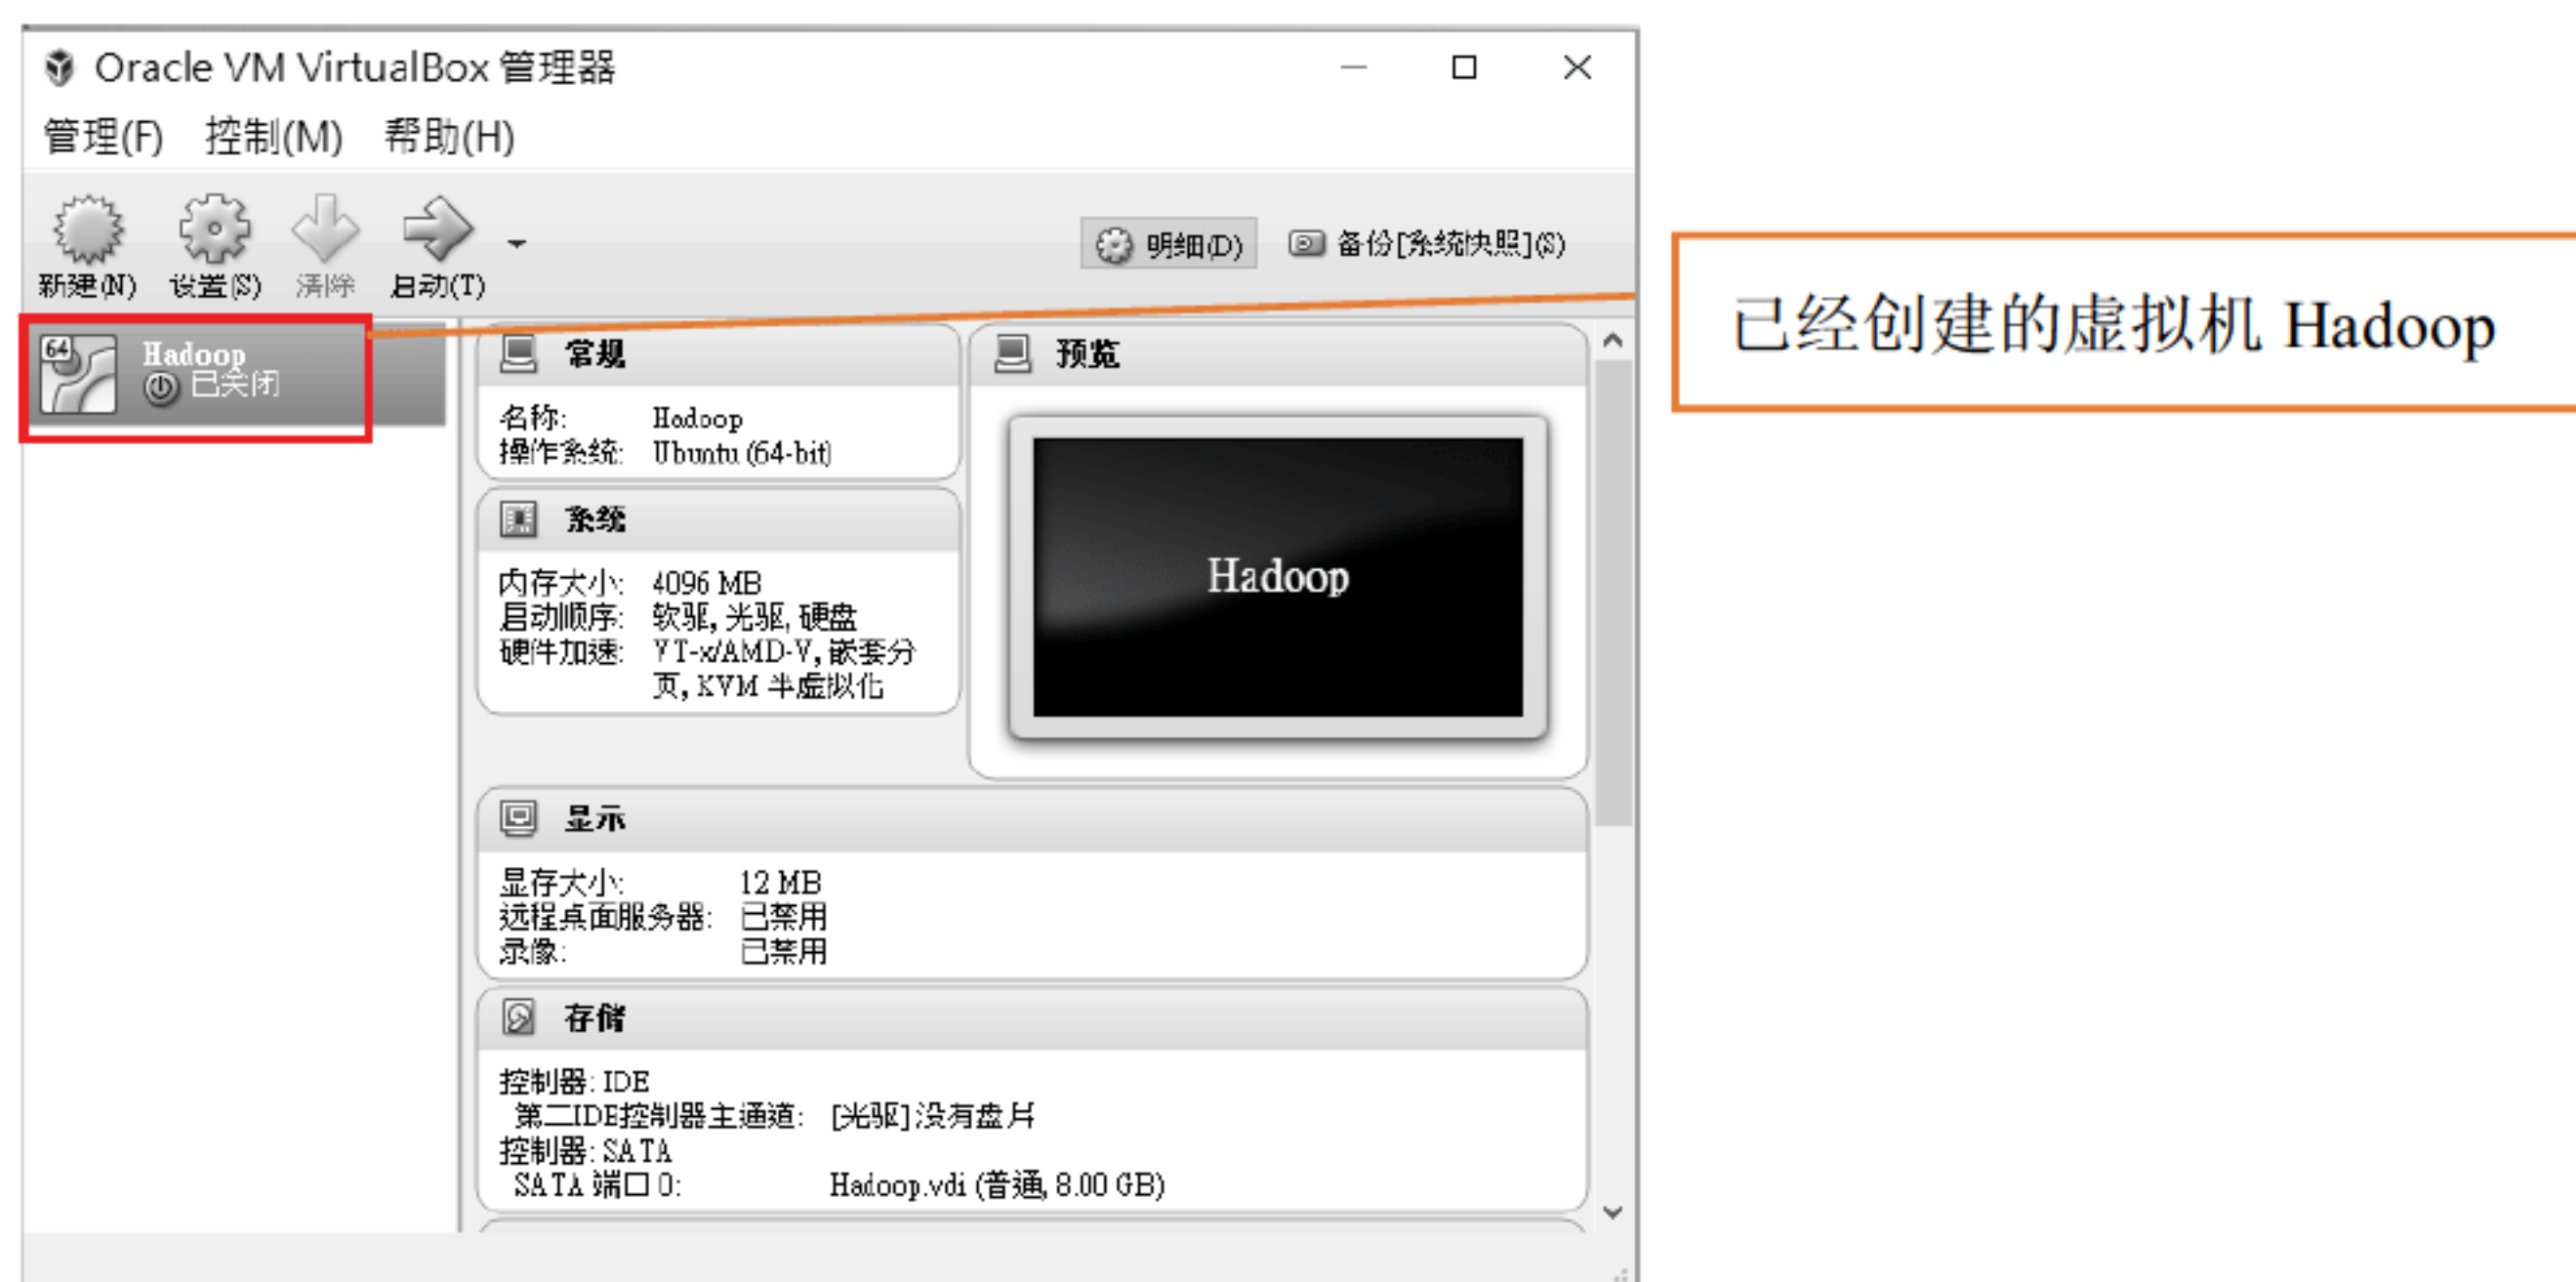 Oracle VM VirtualBox 管理器
管理(F) 控制(M) 帮助(H)
新建(N) 设置(S) 清除 启动(T)
明细(D) 备份[系统快照](S)
64
Hadoop
已关闭
常规
名称: Hadoop
操作系统: Ubuntu (64-bit)
系统
内存大小: 4096 MB
启动顺序: 软驱, 光驱, 硬盘
硬件加速: VT-x/AMD-V, 嵌套分
页, KVM 半虚拟化
预览
Hadoop
显示
显存大小: 12 MB
远程桌面服务器: 已禁用
录像: 已禁用
存储
控制器: IDE
第二IDE控制器主通道: [光驱] 没有盘片
控制器: SATA
SATA 端口 0: Hadoop.vdi (普通, 8.00 GB)
已经创建的虚拟机 Hadoop